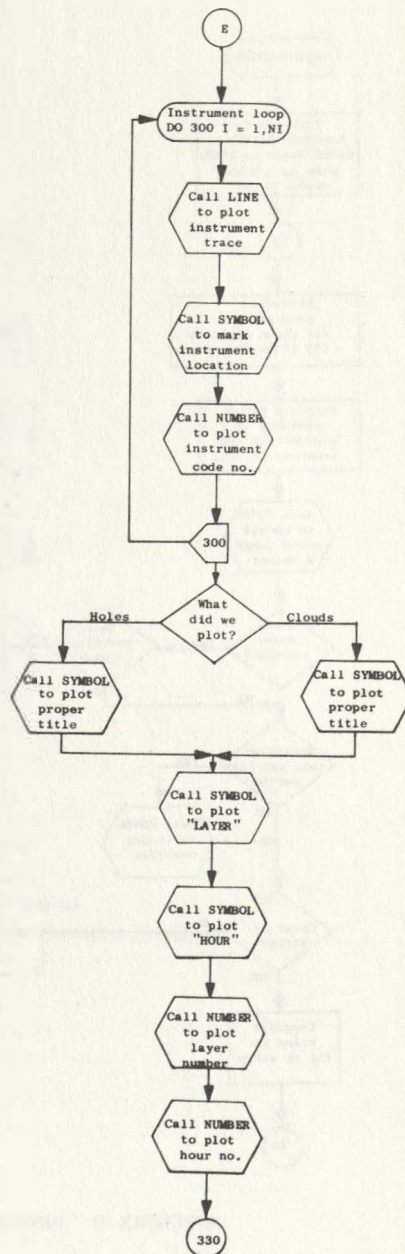 E
Instrument loop
DO 300 I = 1,NI
Call LINE
to plot
instrument
trace
Call SYMBOL
to mark
instrument
location
Call NUMBER
to plot
instrument
code no.
300
What
did we
plot?
Holes
Clouds
Call SYMBOL
to plot
proper
title
Call SYMBOL
to plot
proper
title
Call SYMBOL
to plot
"LAYER"
Call SYMBOL
to plot
"HOUR"
Call NUMBER
to plot
layer
number
Call NUMBER
to plot
hour no.
330